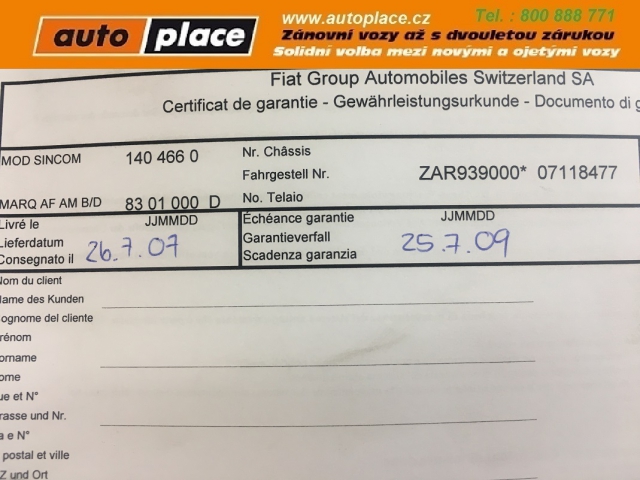 auto place
www.autoplace.cz Tel. : 800 888 771
Zánovní vozy až s dvouletou zárukou
Solidní volba mezi novými a ojetými vozy
Fiat Group Automobiles Switzerland SA
Certificat de garantie - Gewährleistungsurkunde - Documento di g
MOD SINCOM 140 466 0
Nr. Châssis
Fahrgestell Nr. ZAR939000* 07118477
MARQ AF AM B/D 83 01 000 D
No. Telaio
Livré le JJMMDD
Lieferdatum
Consegnato il 26.7.07
Échéance garantie JJMMDD
Garantieverfall 25.7.09
Scadenza garanzia
Nom du client
Name des Kunden
ognome del cliente
rénom
orname
ome
ue et N°
rasse und Nr.
a e N°
postal et ville
Z und Ort